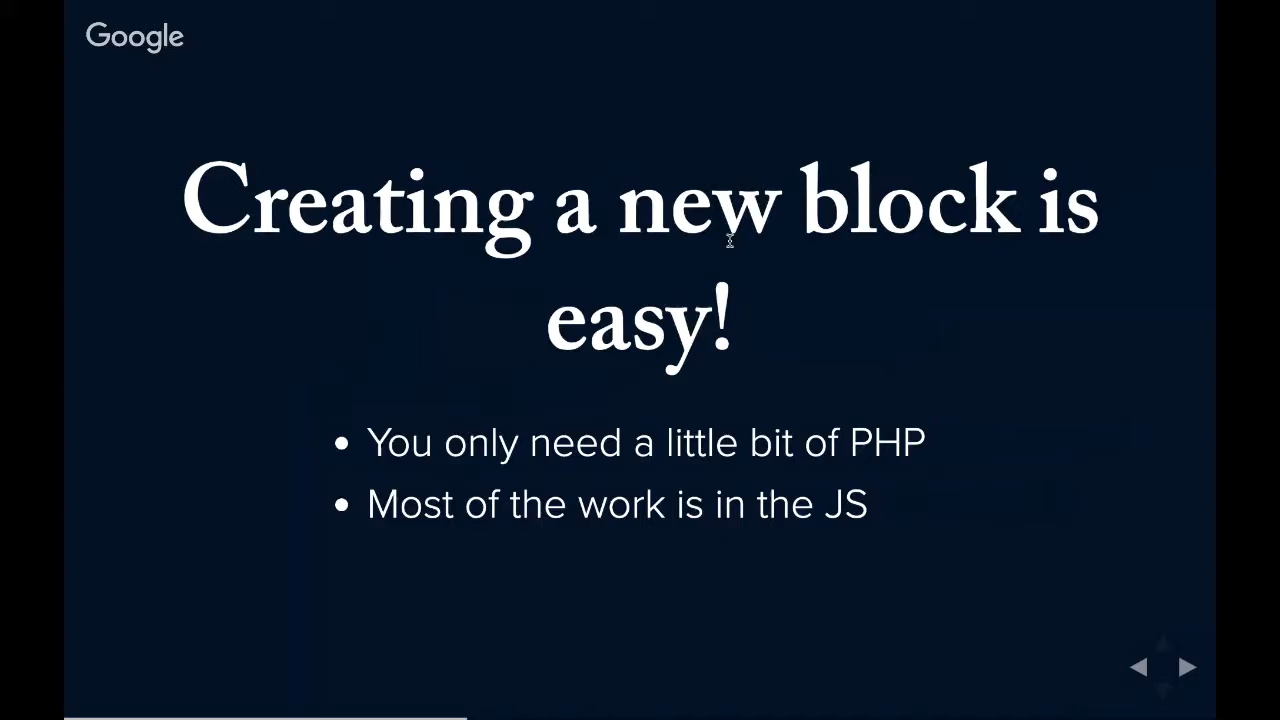 Google
Creating a new block is
easy!
• You only need a little bit of PHP
• Most of the work is in the JS